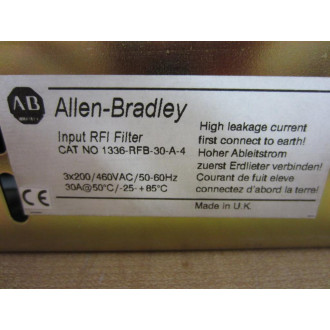 AB
Allen-Bradley
Input RFI Filter
CAT NO 1336-RFB-30-A-4
3x200/460VAC/50-60Hz
30A@50°C/-25-+85°C
CE
High leakage current
first connect to earth!
Hoher Ableitstrom
zuerst Erdleiter verbinden!
Courant de fuit eleve
connectez d'abord la terre!
Made in U.K.